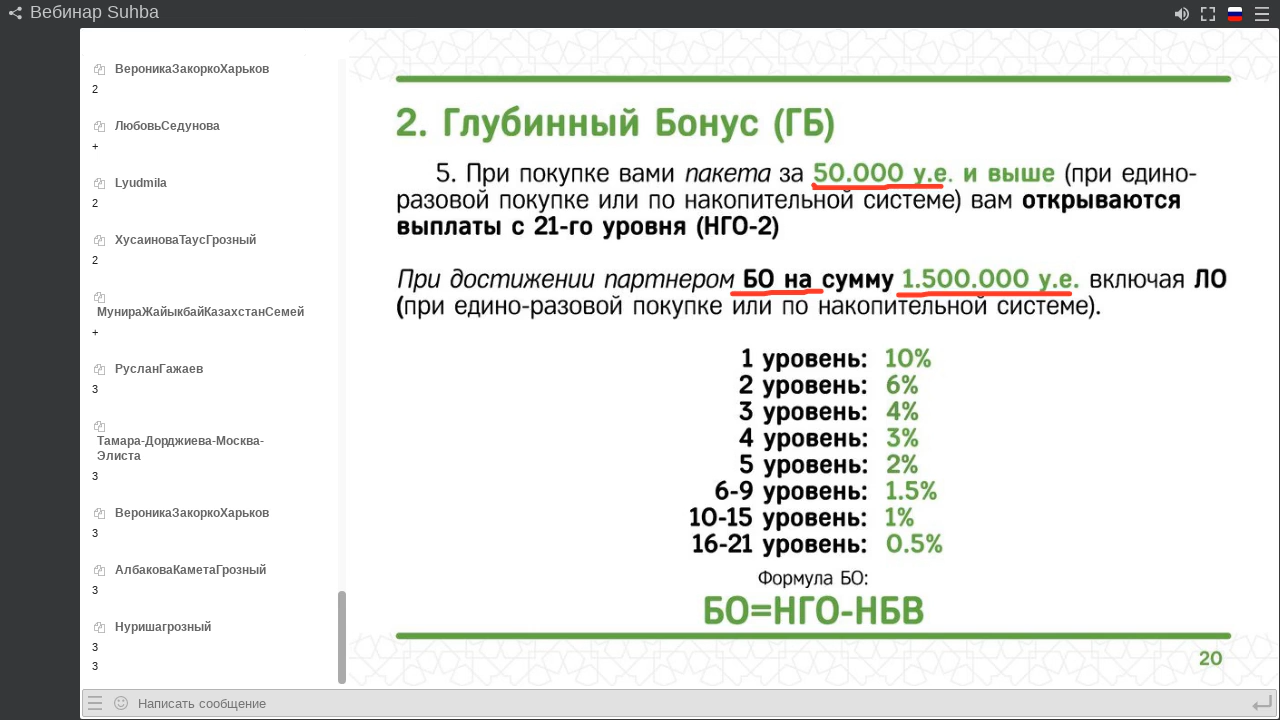 Вебинар Suhba
ВероникаЗакоркоХарьков
2
ЛюбовьСедунова
+
Lyudmila
2
ХусаиноваТаусГрозный
2
МунираЖайыкбайКазахстанСемей
+
РусланГажаев
3
Тамара-Дорджиева-Москва-
Элиста
3
ВероникаЗакоркоХарьков
3
АлбаковаКаметаГрозный
3
Нуришагрозный
3
3
Написать сообщение
2. Глубинный Бонус (ГБ)
5. При покупке вами пакета за 50.000 у.е. и выше (при едино-
разовой покупке или по накопительной системе) вам открываются
выплаты с 21-го уровня (НГО-2)
При достижении партнером БО на сумму 1.500.000 у.е. включая ЛО
(при едино-разовой покупке или по накопительной системе).
1 уровень: 10%
2 уровень: 6%
3 уровень: 4%
4 уровень: 3%
5 уровень: 2%
6-9 уровень: 1.5%
10-15 уровень: 1%
16-21 уровень: 0.5%
Формула БО:
БО=НГО-НБВ
20